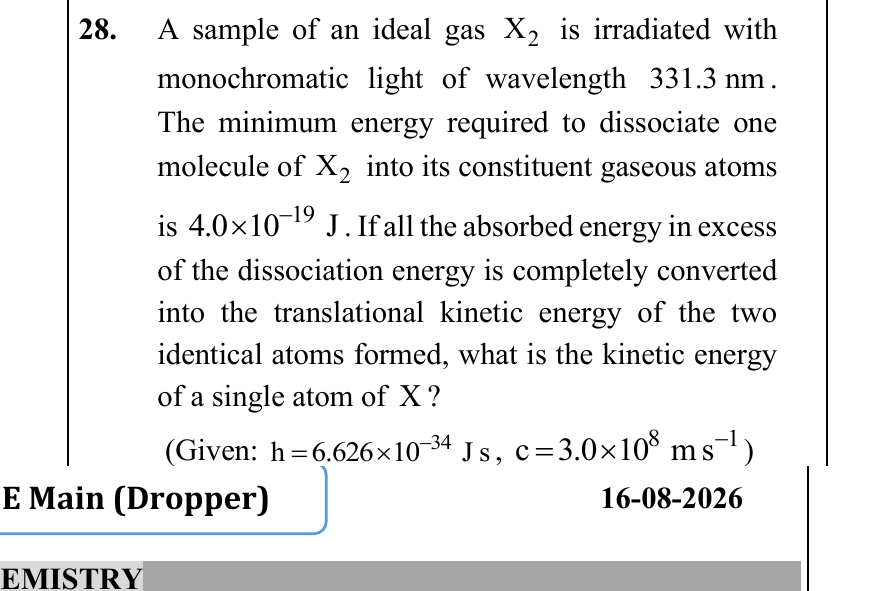 28. A sample of an ideal gas X₂ is irradiated with
monochromatic light of wavelength 331.3 nm.
The minimum energy required to dissociate one
molecule of X₂ into its constituent gaseous atoms
is 4.0×10⁻¹⁹ J. If all the absorbed energy in excess
of the dissociation energy is completely converted
into the translational kinetic energy of the two
identical atoms formed, what is the kinetic energy
of a single atom of X?
(Given: h=6.626×10⁻³⁴ J s, c=3.0×10⁸ m s⁻¹)
E Main (Dropper) 16-08-2026
EMISTRY